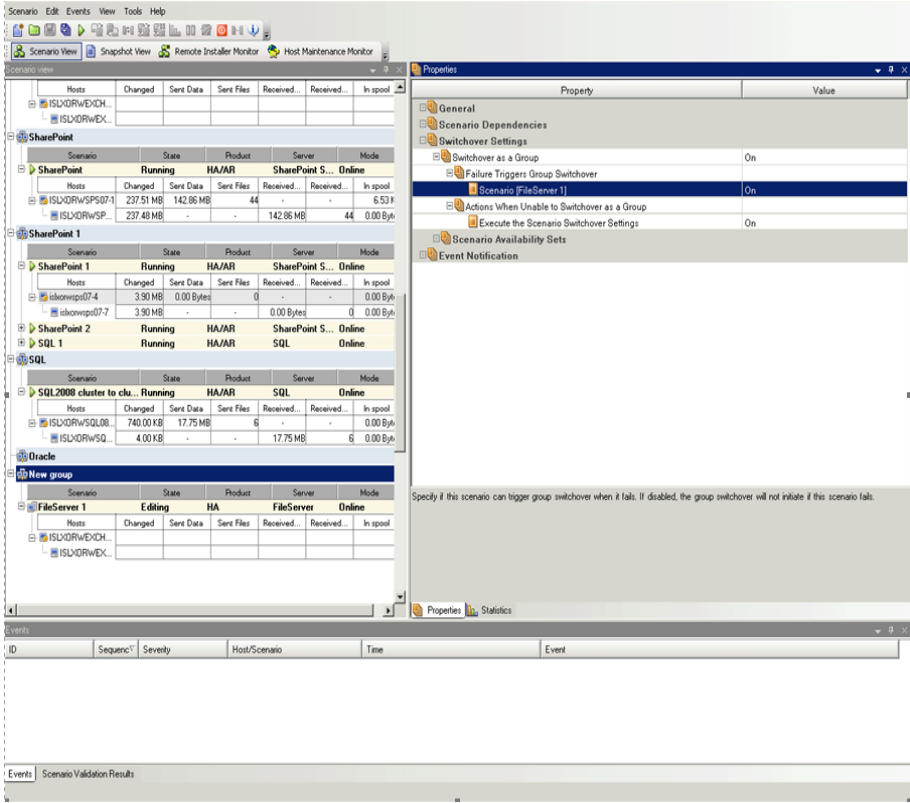 Scenario Edit Events View Tools Help
Scenario View Snapshot View Remote Installer Monitor Host Maintenance Monitor
Scenario view
Hosts Changed Sent Data Sent Files Received... Received... In spool
ISLXORWEXCH...
ISLXORWEX...
SharePoint
Scenario State Product Server Mode
SharePoint Running HA/AR SharePoint S... Online
Hosts Changed Sent Data Sent Files Received... Received... In spool
ISLXORWSPS07-1 237.51 MB 142.86 MB 44 - - 6.53 K
ISLXORWSP... 237.48 MB - - 142.86 MB 44 0.00 Byt
SharePoint 1
Scenario State Product Server Mode
SharePoint 1 Running HA/AR SharePoint S... Online
Hosts Changed Sent Data Sent Files Received... Received... In spool
islxorwsps07-4 3.90 MB 0.00 Bytes 0 - - 0.00 Byt
islxorwsps07-7 3.90 MB - - 0.00 Bytes 0 0.00 Byt
SharePoint 2 Running HA/AR SharePoint S... Online
SQL 1 Running HA/AR SQL Online
SQL
Scenario State Product Server Mode
SQL2008 cluster to clu... Running HA/AR SQL Online
Hosts Changed Sent Data Sent Files Received... Received... In spool
ISLXORWSQL08... 740.00 KB 17.75 MB 6 - - 0.00 Byt
ISLXORWSQ... 4.00 KB - - 17.75 MB 6 0.00 Byt
Oracle
New group
Scenario State Product Server Mode
FileServer 1 Editing HA FileServer Online
Hosts Changed Sent Data Sent Files Received... Received... In spool
ISLXORWEXCH...
ISLXORWEX...
Properties
Property Value
General
Scenario Dependencies
Switchover Settings
Switchover as a Group On
Failure Triggers Group Switchover
Scenario [FileServer 1] On
Actions When Unable to Switchover as a Group
Execute the Scenario Switchover Settings On
Scenario Availability Sets
Event Notification
Specify if this scenario can trigger group switchover when it fails. If disabled, the group switchover will not initiate if this scenario fails.
Properties Statistics
Events
ID Sequenc Severity Host/Scenario Time Event
Events Scenario Validation Results